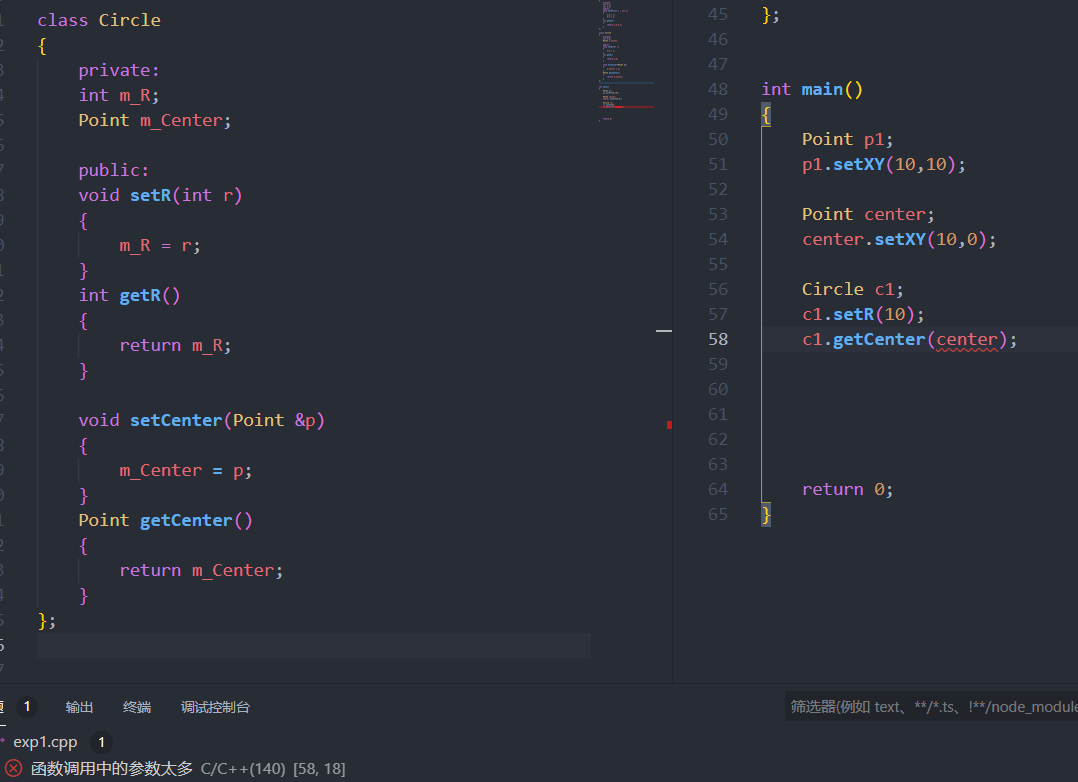 class Circle
{
private:
int m_R;
Point m_Center;
public:
void setR(int r)
{
m_R = r;
}
int getR()
{
return m_R;
}
void setCenter(Point &p)
{
m_Center = p;
}
Point getCenter()
{
return m_Center;
}
};
45 };
46
47
48 int main()
49 {
50 Point p1;
51 p1.setXY(10,10);
52
53 Point center;
54 center.setXY(10,0);
55
56 Circle c1;
57 c1.setR(10);
58 c1.getCenter(center);
59
60
61
62
63
64 return 0;
65 }
1 输出 终端 调试控制台
筛选器(例如 text、**/*.ts、!**/node_module
exp1.cpp 1
函数调用中的参数太多 C/C++(140) [58, 18]